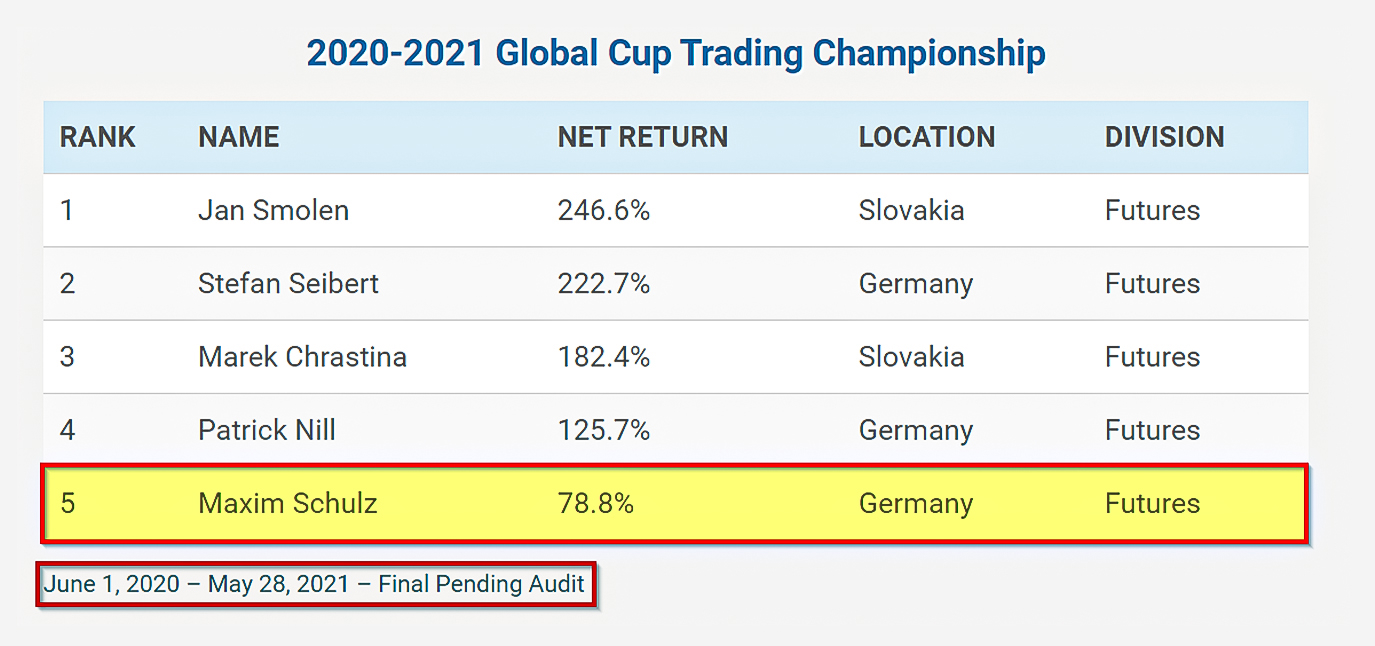 2020-2021 Global Cup Trading Championship
RANK NAME NET RETURN LOCATION DIVISION
1 Jan Smolen 246.6% Slovakia Futures
2 Stefan Seibert 222.7% Germany Futures
3 Marek Chrastina 182.4% Slovakia Futures
4 Patrick Nill 125.7% Germany Futures
5 Maxim Schulz 78.8% Germany Futures
June 1, 2020 – May 28, 2021 – Final Pending Audit